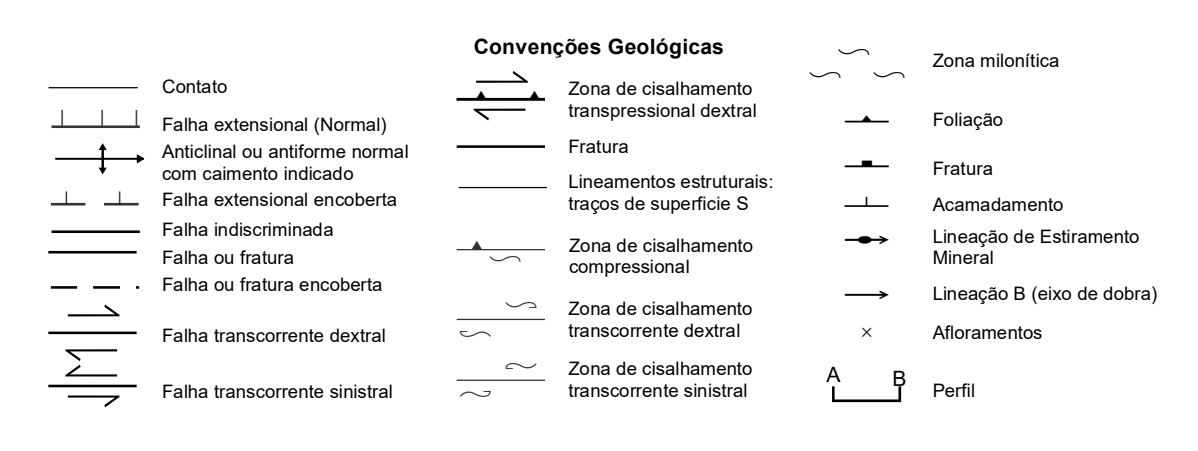 Convenções Geológicas
Contato
Falha extensional (Normal)
Anticlinal ou antiforme normal
com caimento indicado
Falha extensional encoberta
Falha indiscriminada
Falha ou fratura
Falha ou fratura encoberta
Falha transcorrente dextral
Falha transcorrente sinistral
Zona de cisalhamento
transpressional dextral
Fratura
Lineamentos estruturais:
traços de superficie S
Zona de cisalhamento
compressional
Zona de cisalhamento
transcorrente dextral
Zona de cisalhamento
transcorrente sinistral
Zona milonítica
Foliação
Fratura
Acamadamento
Lineação de Estiramento
Mineral
Lineação B (eixo de dobra)
Afloramentos
A B
Perfil